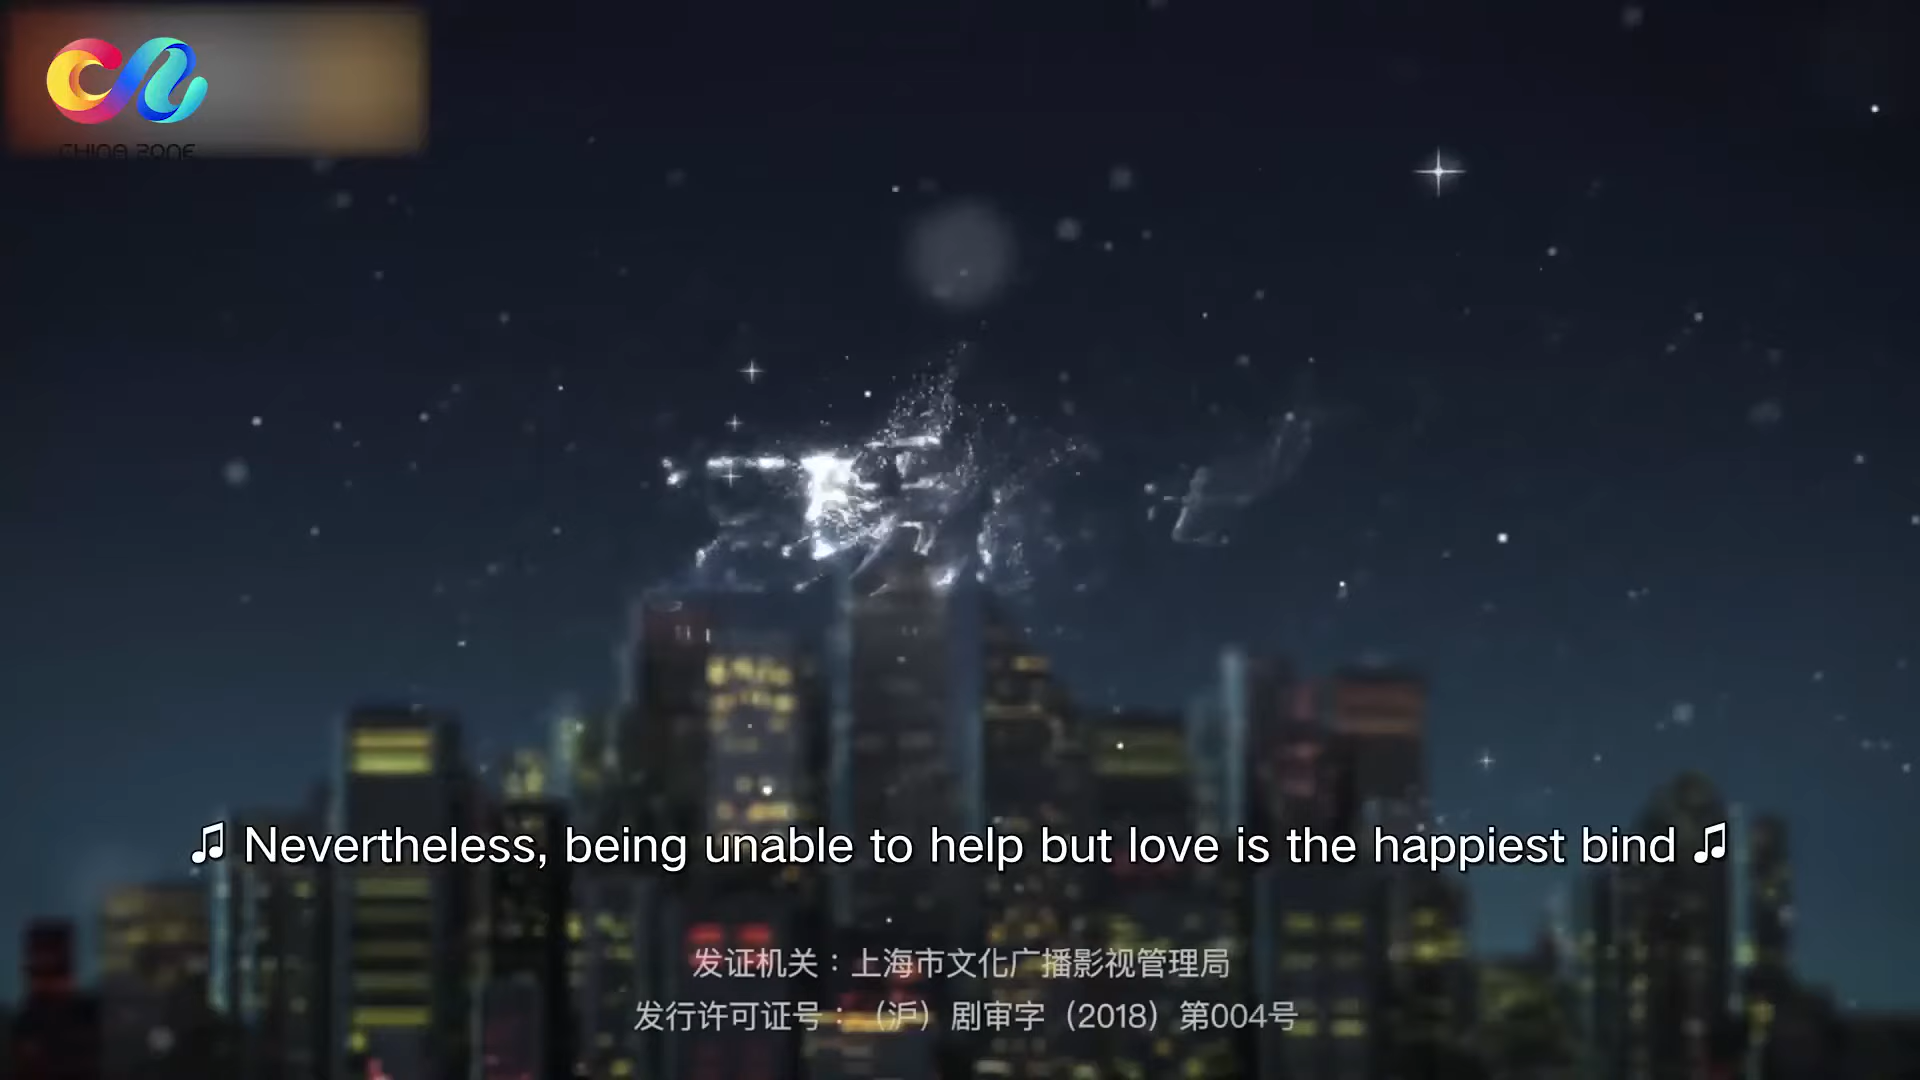 CHINA ZONE
♫ Nevertheless, being unable to help but love is the happiest bind ♫
发证机关：上海市文化广播影视管理局
发行许可证号：（沪）剧审字（2018）第004号